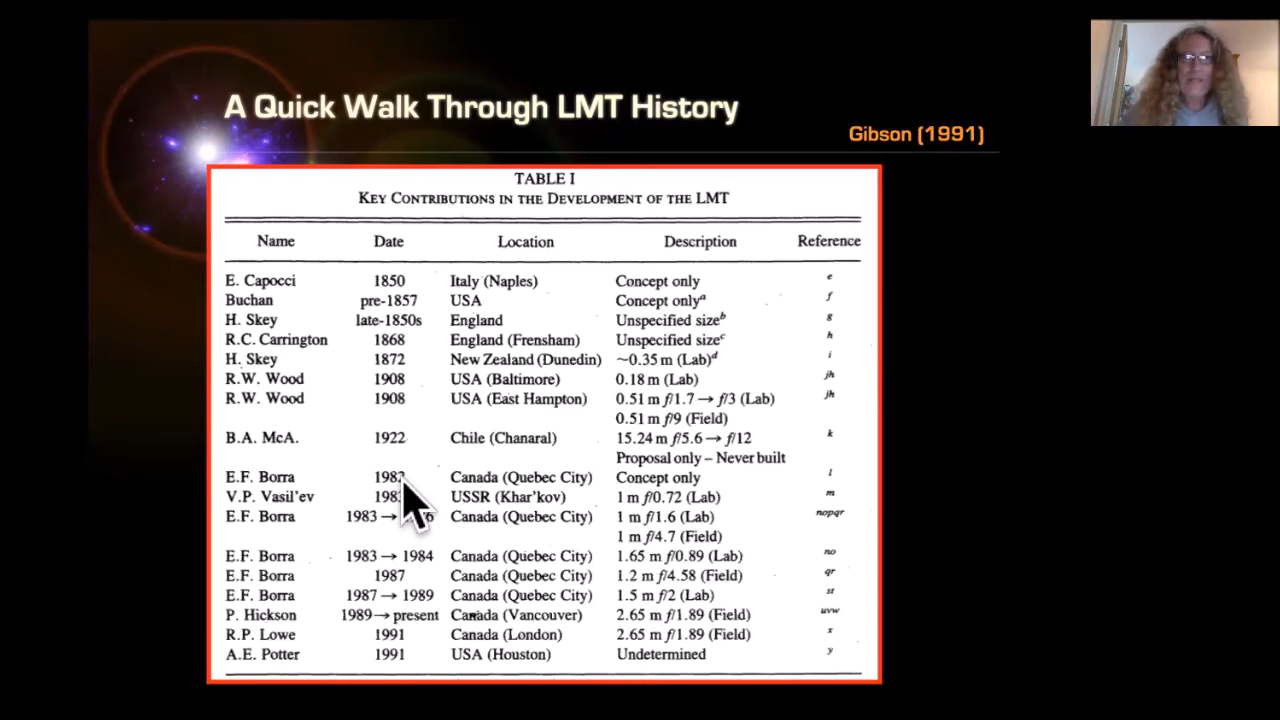 A Quick Walk Through LMT History
Gibson (1991)
TABLE I
KEY CONTRIBUTIONS IN THE DEVELOPMENT OF THE LMT
Name Date Location Description Reference
E. Capocci 1850 Italy (Naples) Concept only e
Buchan pre-1857 USA Concept onlyᵃ f
H. Skey late-1850s England Unspecified sizeᵇ g
R.C. Carrington 1868 England (Frensham) Unspecified sizeᶜ h
H. Skey 1872 New Zealand (Dunedin) ~0.35 m (Lab)ᵈ i
R.W. Wood 1908 USA (Baltimore) 0.18 m (Lab) jh
R.W. Wood 1908 USA (East Hampton) 0.51 m f/1.7 → f/3 (Lab) jh
0.51 m f/9 (Field)
B.A. McA. 1922 Chile (Chanaral) 15.24 m f/5.6 → f/12 k
Proposal only – Never built
E.F. Borra 1982 Canada (Quebec City) Concept only l
V.P. Vasil'ev USSR (Khar'kov) 1 m f/0.72 (Lab) m
E.F. Borra 1983 → Canada (Quebec City) 1 m f/1.6 (Lab) nopqr
1 m f/4.7 (Field)
E.F. Borra 1983 → 1984 Canada (Quebec City) 1.65 m f/0.89 (Lab) no
E.F. Borra 1987 Canada (Quebec City) 1.2 m f/4.58 (Field) qr
E.F. Borra 1987 → 1989 Canada (Quebec City) 1.5 m f/2 (Lab) st
P. Hickson 1989 → present Canada (Vancouver) 2.65 m f/1.89 (Field) uvw
R.P. Lowe 1991 Canada (London) 2.65 m f/1.89 (Field) x
A.E. Potter 1991 USA (Houston) Undetermined y